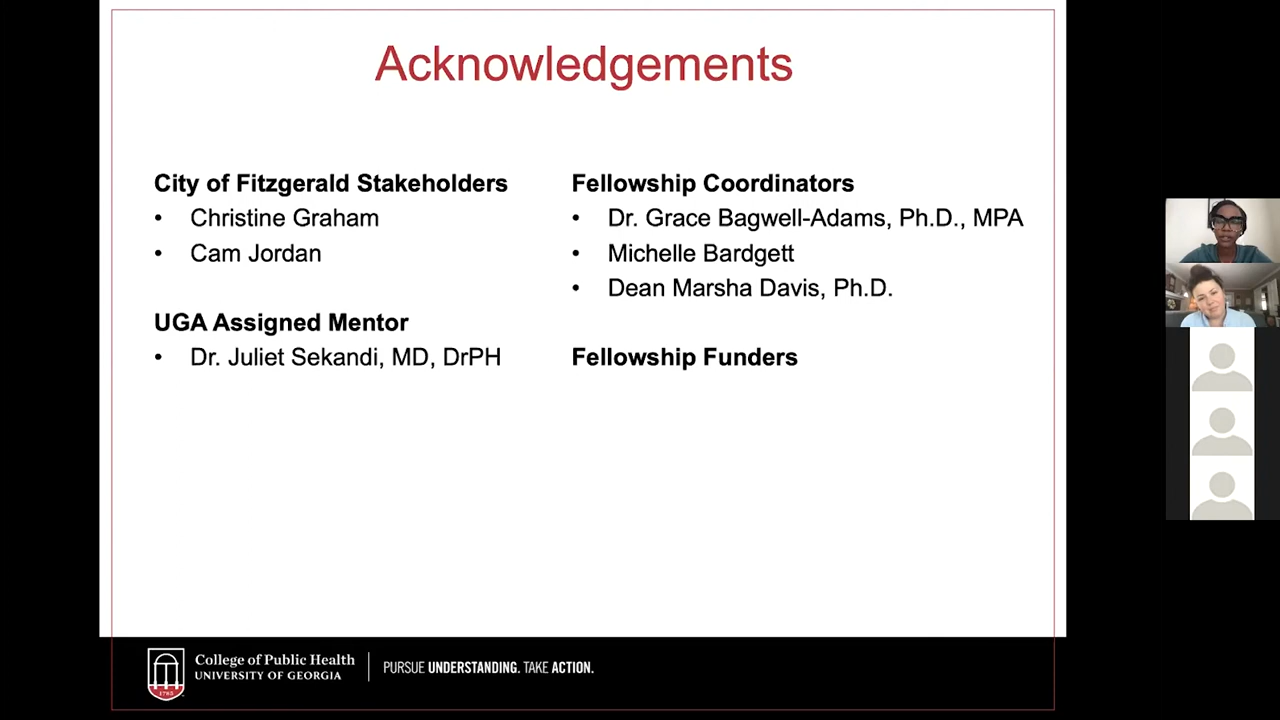 Acknowledgements
City of Fitzgerald Stakeholders
• Christine Graham
• Cam Jordan
UGA Assigned Mentor
• Dr. Juliet Sekandi, MD, DrPH
Fellowship Coordinators
• Dr. Grace Bagwell-Adams, Ph.D., MPA
• Michelle Bardgett
• Dean Marsha Davis, Ph.D.
Fellowship Funders
College of Public Health
UNIVERSITY OF GEORGIA
PURSUE UNDERSTANDING. TAKE ACTION.
1785